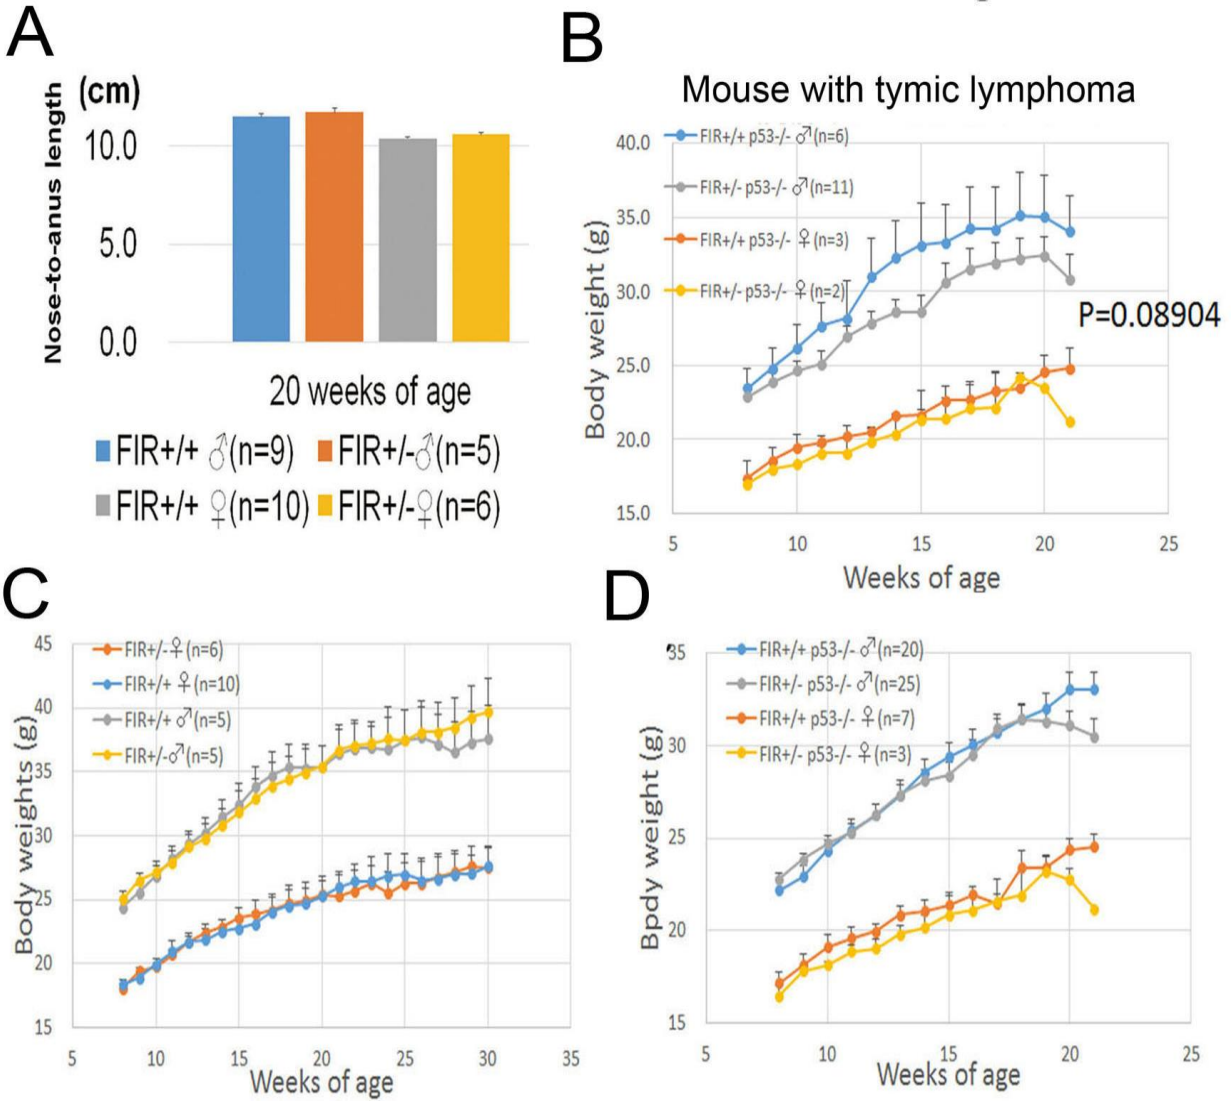 A
(cm)
Nose-to-anus length
10.0
5.0
0.0
20 weeks of age
FIR+/+ ♂(n=9) FIR+/-♂(n=5)
FIR+/+ ♀(n=10) FIR+/-♀(n=6)
B
Mouse with tymic lymphoma
FIR+/+ p53-/- ♂(n=6)
FIR+/- p53-/- ♂(n=11)
FIR+/+ p53-/- ♀(n=3)
FIR+/- p53-/- ♀(n=2)
Body weight (g)
40.0
35.0
30.0
25.0
20.0
15.0
P=0.08904
5 10 15 20 25
Weeks of age
C
FIR+/-♀(n=6)
FIR+/+ ♀(n=10)
FIR+/+ ♂(n=5)
FIR+/-♂(n=5)
Body weights (g)
45
40
35
30
25
20
15
5 10 15 20 25 30 35
Weeks of age
D
FIR+/+ p53-/- ♂(n=20)
FIR+/- p53-/- ♂(n=25)
FIR+/+ p53-/- ♀(n=7)
FIR+/- p53-/- ♀(n=3)
Bpdy weight (g)
35
30
25
20
15
5 10 15 20 25
Weeks of age